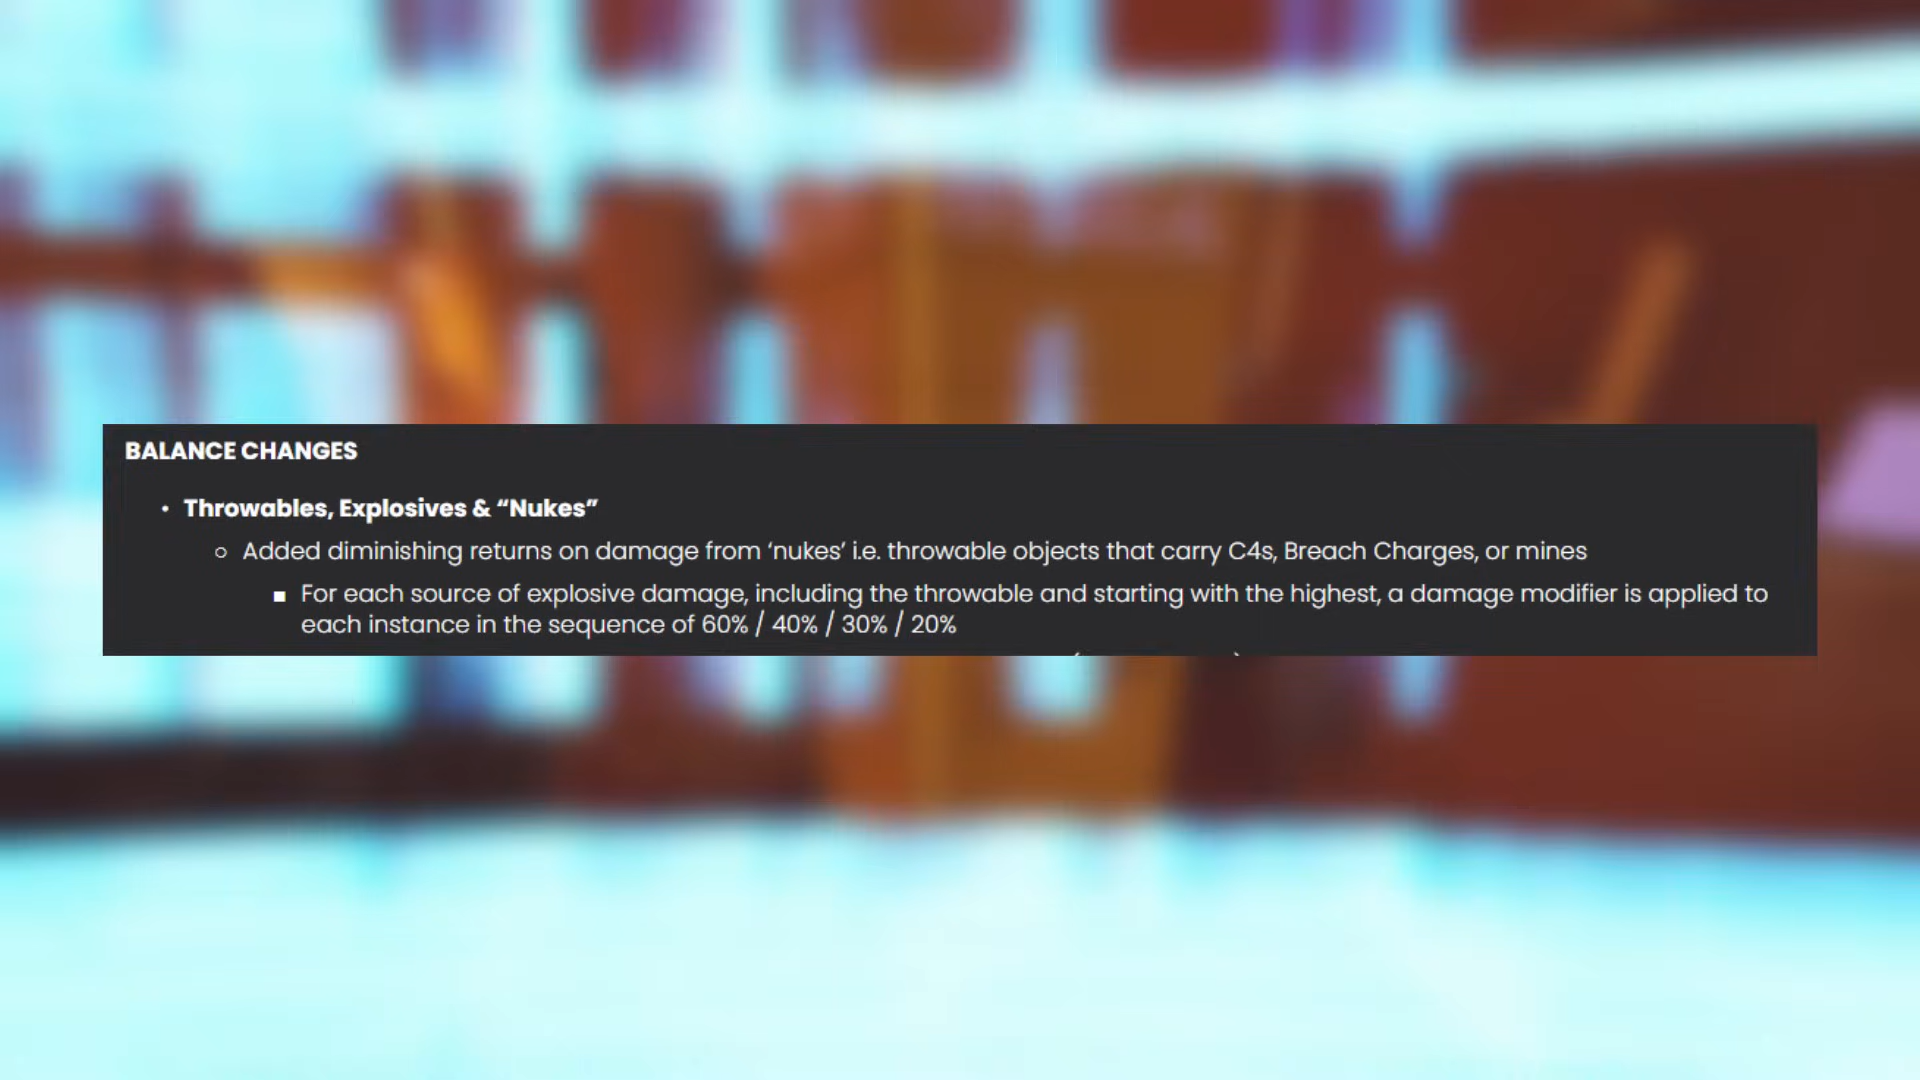 BALANCE CHANGES
• Throwables, Explosives & “Nukes”
○ Added diminishing returns on damage from ‘nukes’ i.e. throwable objects that carry C4s, Breach Charges, or mines
■ For each source of explosive damage, including the throwable and starting with the highest, a damage modifier is applied to
each instance in the sequence of 60% / 40% / 30% / 20%